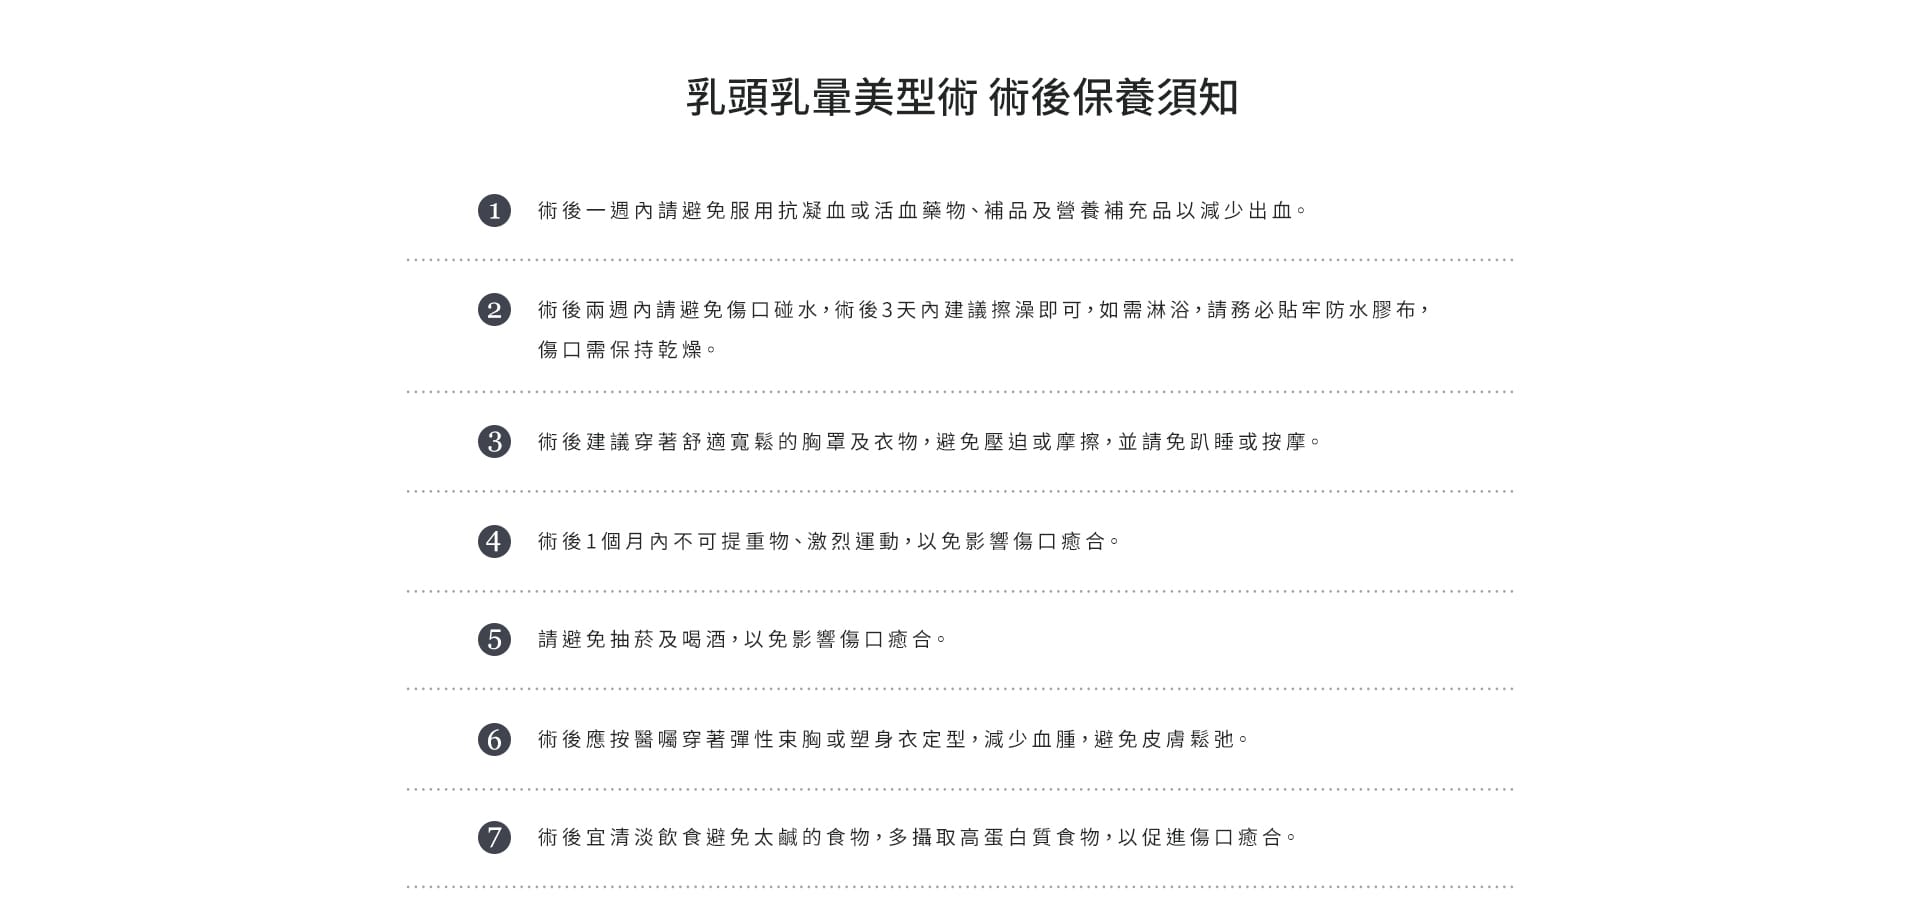 乳頭乳暈美型術 術後保養須知
1 術後一週內請避免服用抗凝血或活血藥物、補品及營養補充品以減少出血。
2 術後兩週內請避免傷口碰水,術後3天內建議擦澡即可,如需淋浴,請務必貼牢防水膠布,
傷口需保持乾燥。
3 術後建議穿著舒適寬鬆的胸罩及衣物,避免壓迫或摩擦,並請免趴睡或按摩。
4 術後1個月內不可提重物、激烈運動,以免影響傷口癒合。
5 請避免抽菸及喝酒,以免影響傷口癒合。
6 術後應按醫囑穿著彈性束胸或塑身衣定型,減少血腫,避免皮膚鬆弛。
7 術後宜清淡飲食避免太鹹的食物,多攝取高蛋白質食物,以促進傷口癒合。